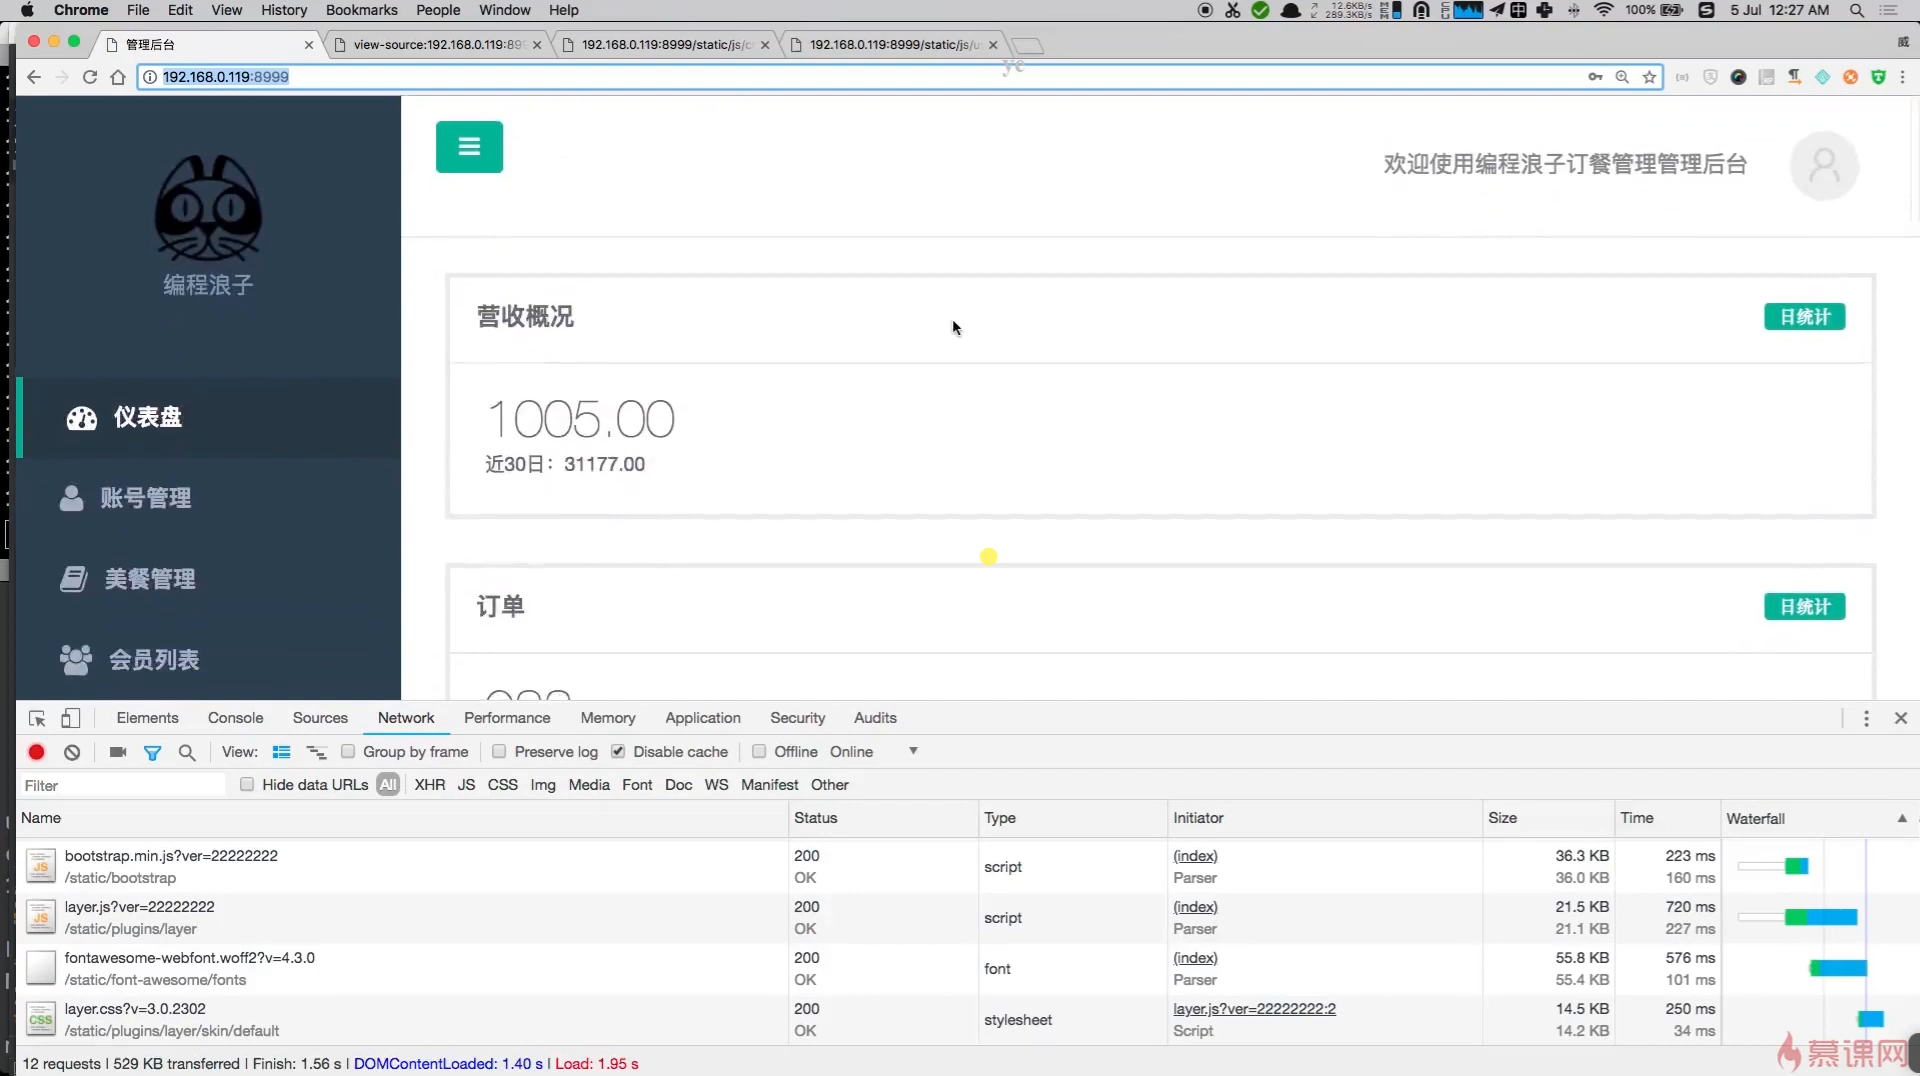 Chrome File Edit View History Bookmarks People Window Help
12.6KB/s
289.3KB/s
100% 5 Jul 12:27 AM
管理后台
view-source:192.168.0.119:899
192.168.0.119:8999/static/js/c
192.168.0.119:8999/static/js/u
威
192.168.0.119:8999
编程浪子
欢迎使用编程浪子订餐管理管理后台
仪表盘
账号管理
美餐管理
会员列表
营收概况
日统计
1005.00
近30日：31177.00
订单
日统计
Elements Console Sources Network Performance Memory Application Security Audits
View: Group by frame Preserve log Disable cache Offline Online
Filter Hide data URLs All XHR JS CSS Img Media Font Doc WS Manifest Other
Name Status Type Initiator Size Time Waterfall
bootstrap.min.js?ver=22222222 200 script (index) 36.3 KB 223 ms
/static/bootstrap OK Parser 36.0 KB 160 ms
layer.js?ver=22222222 200 script (index) 21.5 KB 720 ms
/static/plugins/layer OK Parser 21.1 KB 227 ms
fontawesome-webfont.woff2?v=4.3.0 200 font (index) 55.8 KB 576 ms
/static/font-awesome/fonts OK Parser 55.4 KB 101 ms
layer.css?v=3.0.2302 200 stylesheet layer.js?ver=22222222:2 14.5 KB 250 ms
/static/plugins/layer/skin/default OK Script 14.2 KB 34 ms
12 requests | 529 KB transferred | Finish: 1.56 s | DOMContentLoaded: 1.40 s | Load: 1.95 s
慕课网